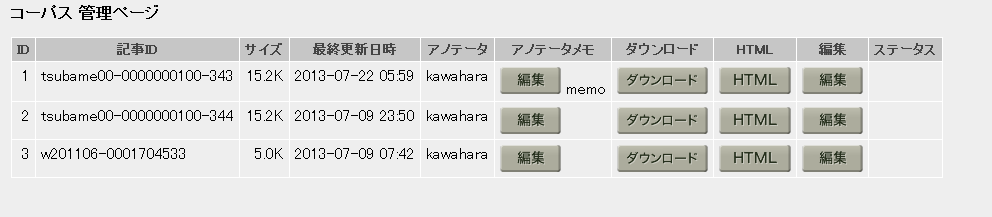 コーパス 管理ページ
ID 記事ID サイズ 最終更新日時 アノテータ アノテータメモ ダウンロード HTML 編集 ステータス
1 tsubame00-0000000100-343 15.2K 2013-07-22 05:59 kawahara 編集 memo ダウンロード HTML 編集
2 tsubame00-0000000100-344 15.2K 2013-07-09 23:50 kawahara 編集 ダウンロード HTML 編集
3 w201106-0001704533 5.0K 2013-07-09 07:42 kawahara 編集 ダウンロード HTML 編集